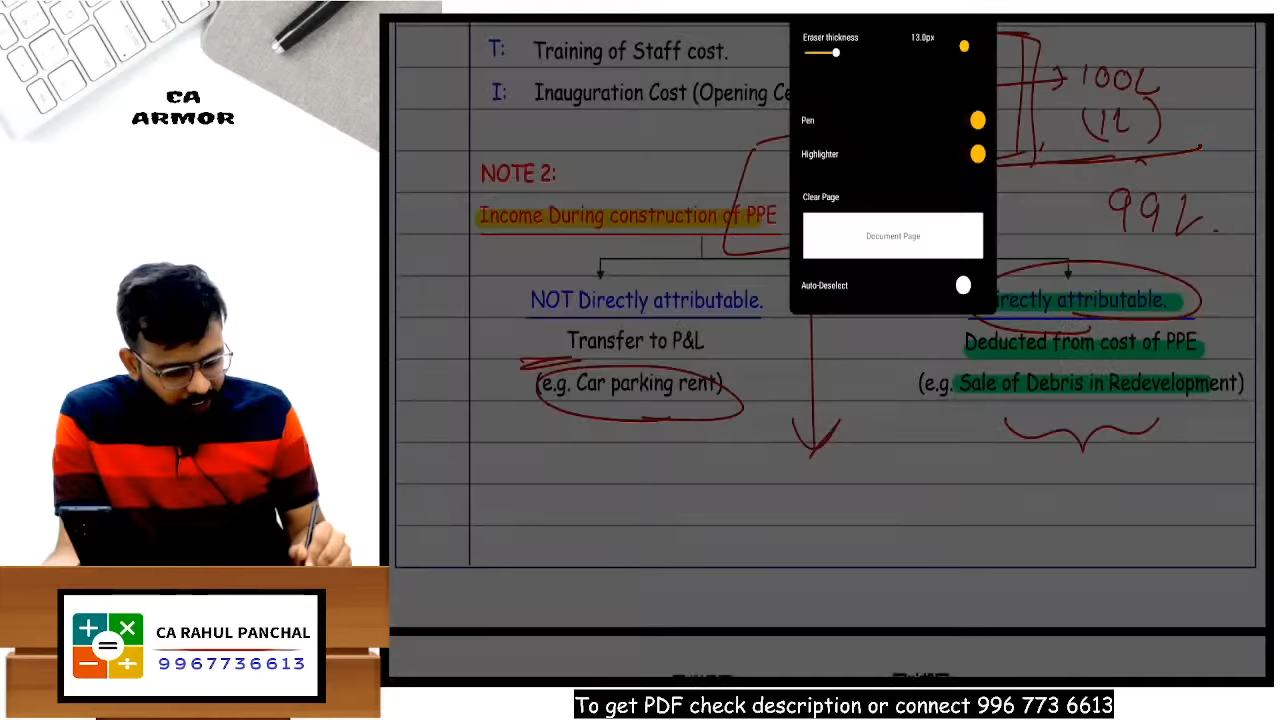 CA
ARMOR
T: Training of Staff cost.
I: Inauguration Cost (Opening Ce
NOTE 2:
Income During construction of PPE
NOT Directly attributable.
Transfer to P&L
(e.g. Car parking rent)
Eraser thickness 13.0px
Pen
Highlighter
Clear Page
Document Page
Auto-Deselect
100L
(1L)
99L.
irectly attributable.
Deducted from cost of PPE
(e.g. Sale of Debris in Redevelopment)
CA RAHUL PANCHAL
9967736613
To get PDF check description or connect 996 773 6613